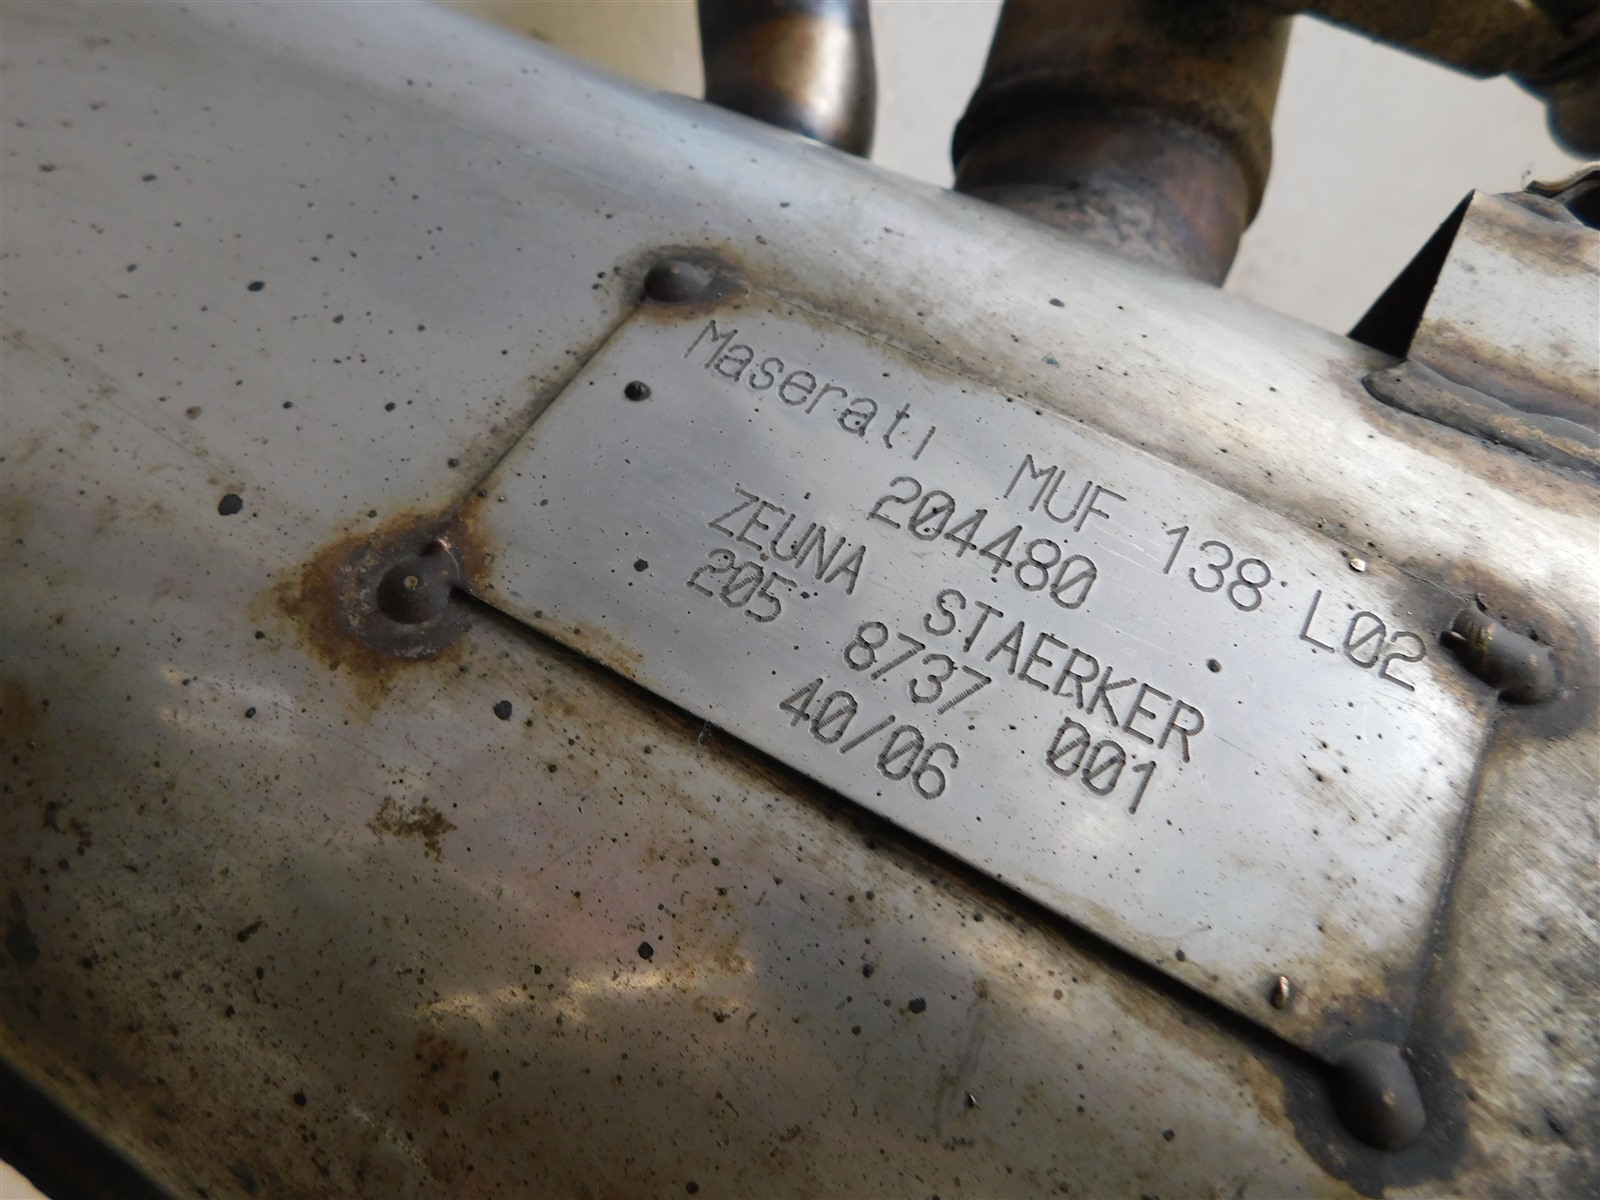 Maserati MUF 138 L02
204480
ZEUNA STAERKER
205 8737 001
40/06